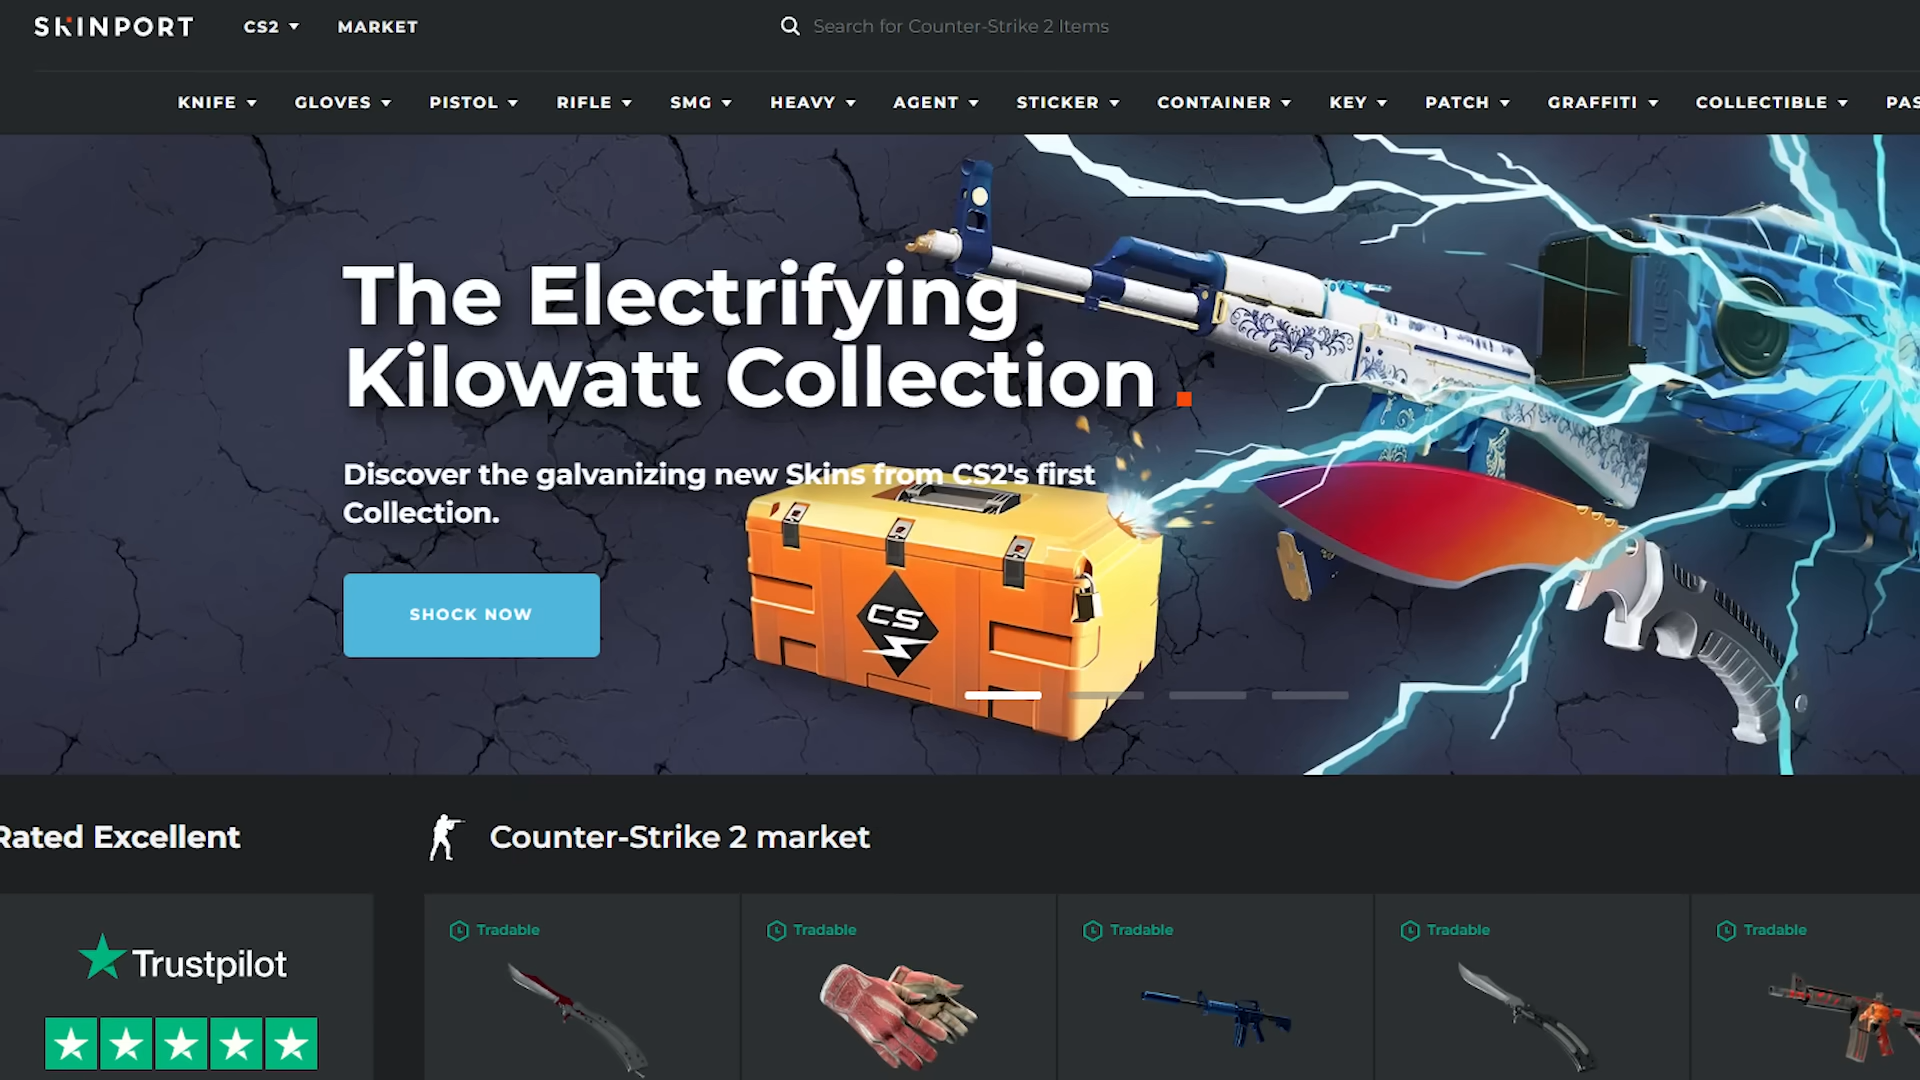 SKINPORT CS2 MARKET Search for Counter-Strike 2 Items
KNIFE GLOVES PISTOL RIFLE SMG HEAVY AGENT STICKER CONTAINER KEY PATCH GRAFFITI COLLECTIBLE PAS
The Electrifying
Kilowatt Collection.
Discover the galvanizing new Skins from CS2's first
Collection.
SHOCK NOW
CS
Rated Excellent
Counter-Strike 2 market
Trustpilot
Tradable Tradable Tradable Tradable Tradable